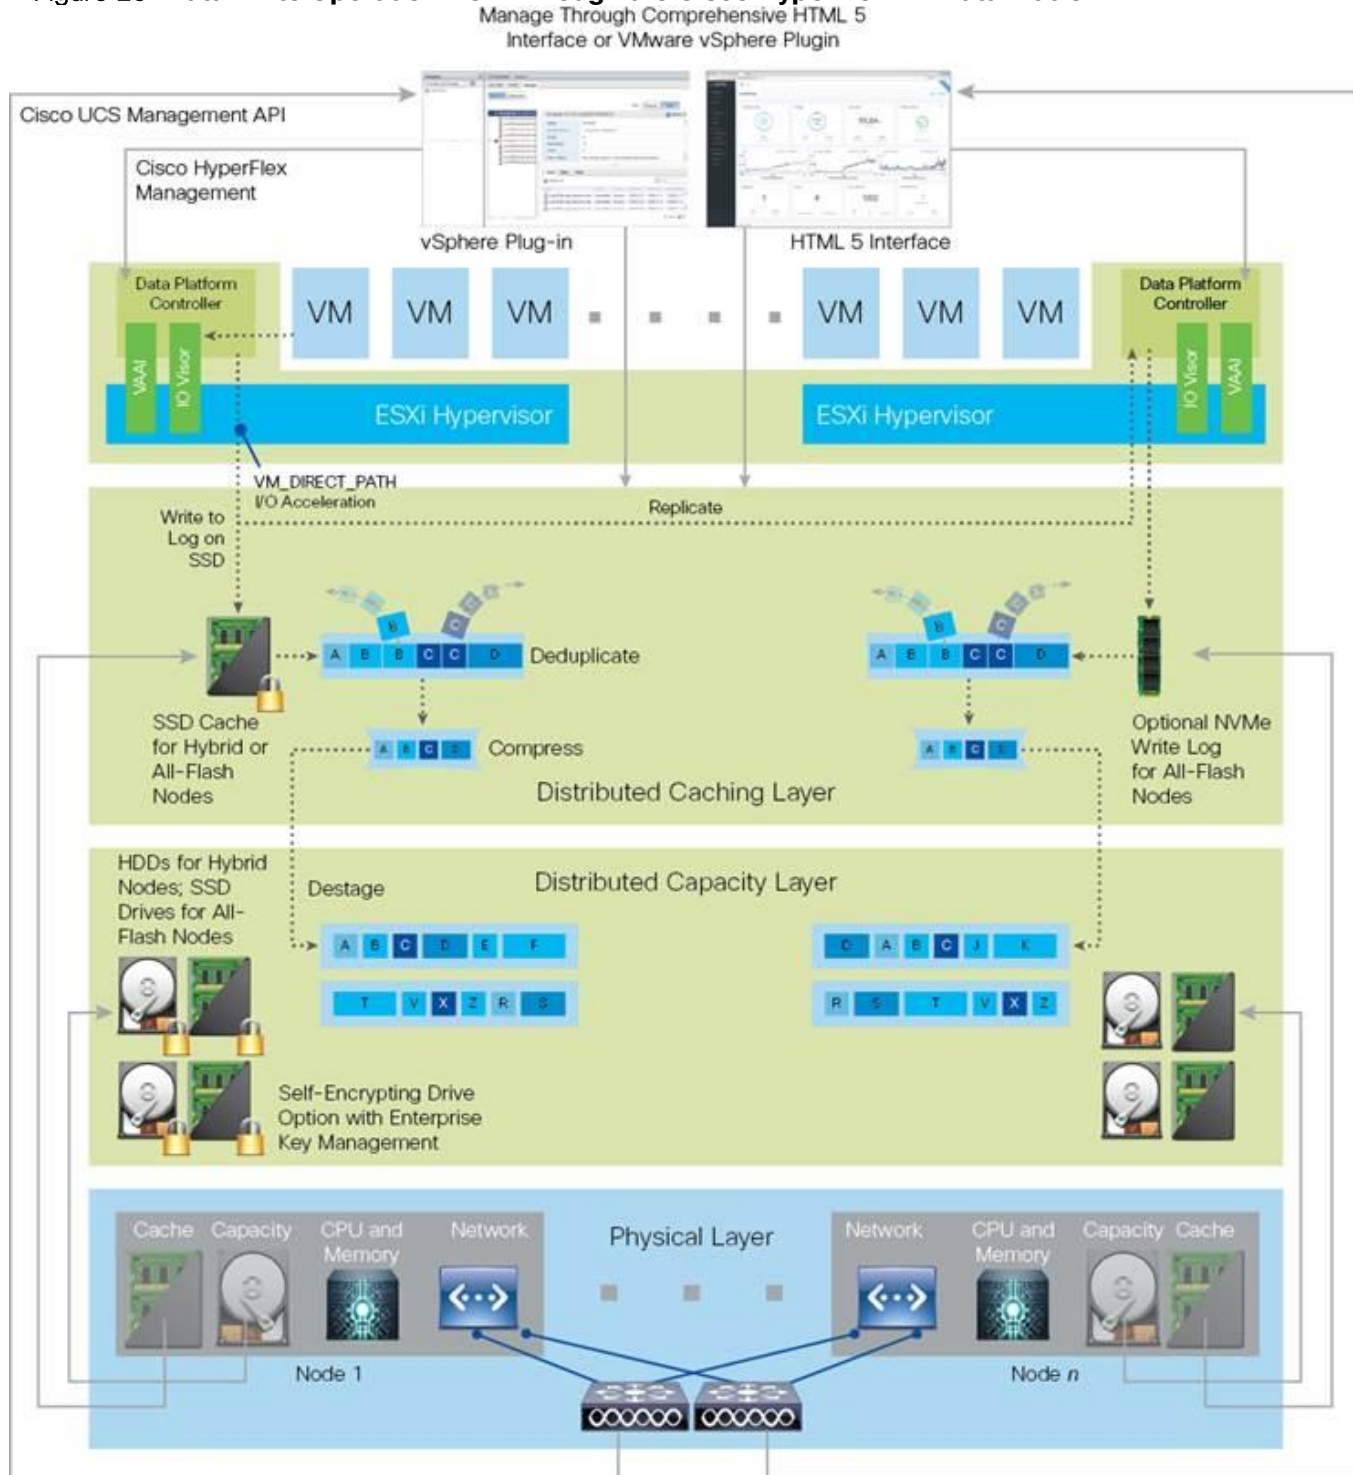 Manage Through Comprehensive HTML 5
Interface or VMware vSphere Plugin
Cisco UCS Management API
Cisco HyperFlex
Management
vSphere Plug-in
HTML 5 Interface
Data Platform
Controller
VAAI
IO Visor
VM
VM
VM
VM
VM
VM
Data Platform
Controller
IO Visor
VAAI
ESXi Hypervisor
ESXi Hypervisor
VM_DIRECT_PATH
I/O Acceleration
Write to
Log on
SSD
Replicate
B
C
B
C
A B B C C D
Deduplicate
A B B C C D
SSD Cache
for Hybrid or
All-Flash
Nodes
A B C D
Compress
A B C D
Optional NVMe
Write Log
for All-Flash
Nodes
Distributed Caching Layer
HDDs for Hybrid
Nodes; SSD
Drives for All-
Flash Nodes
Destage
Distributed Capacity Layer
A B C D E F
D A B C J K
T V X Z R S
R S T V X Z
Self-Encrypting Drive
Option with Enterprise
Key Management
Cache
Capacity
CPU and
Memory
Network
Physical Layer
Network
CPU and
Memory
Capacity
Cache
Node 1
Node n